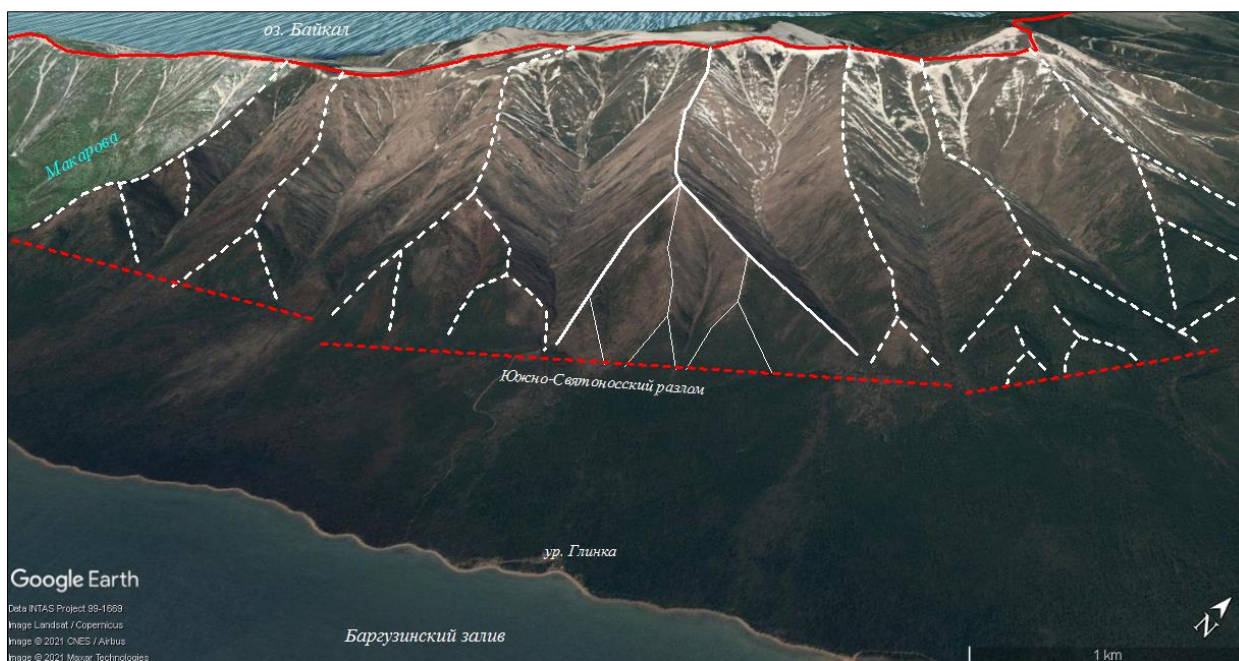 оз. Байкал
Макарова
Южно-Святоносский разлом
ур. Глинка
Google Earth
Data INTAS Project 99-1669
Image Landsat / Copernicus
Image © 2021 CNES / Airbus
Image © 2021 Maxar Technologies
Баргузинский залив
N
1 km